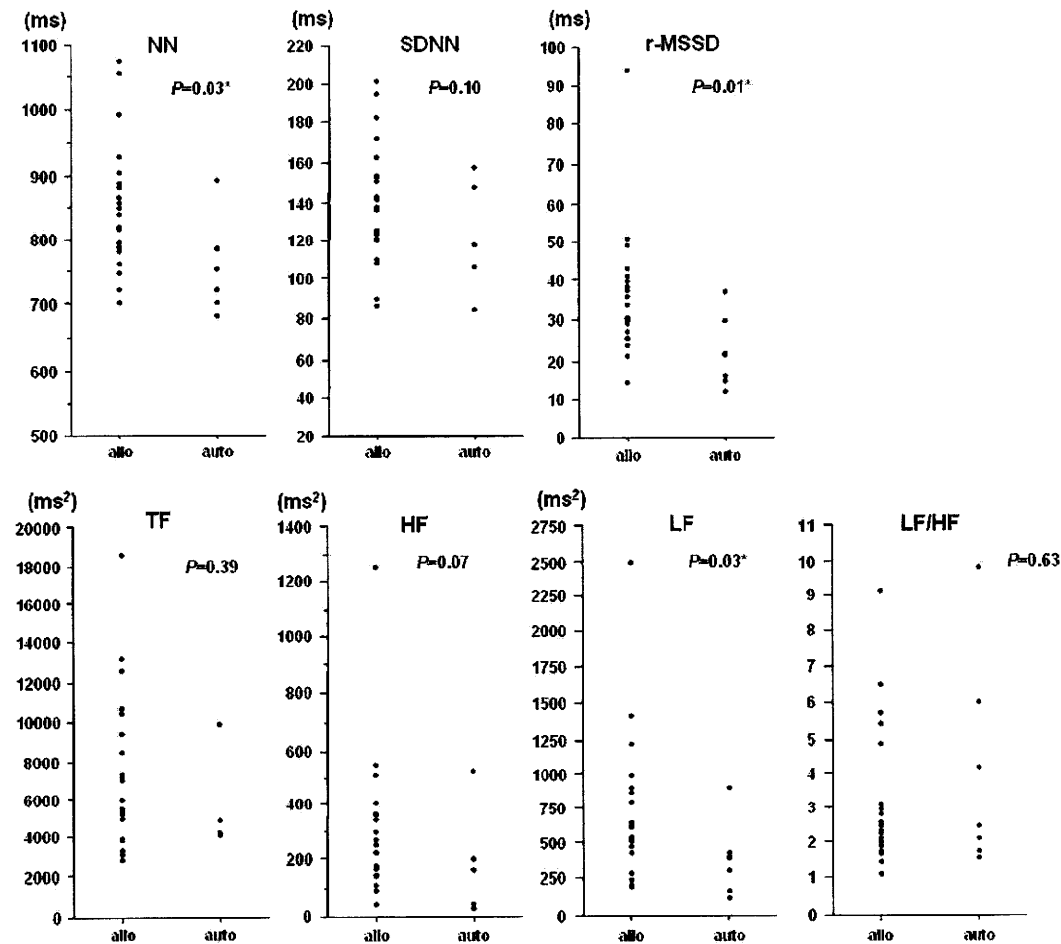 (ms)
NN
P=0.03*
1100
1000
900
800
700
600
500
allo auto
(ms)
SDNN
P=0.10
220
200
180
160
140
120
100
80
60
40
20
allo auto
(ms)
r-MSSD
P=0.01*
100
90
80
70
60
50
40
30
20
10
0
allo auto
(ms²)
TF
P=0.39
20000
18000
16000
14000
12000
10000
8000
6000
4000
2000
0
allo auto
(ms²)
HF
P=0.07
1400
1200
1000
800
600
400
200
0
allo auto
(ms²)
LF
P=0.03*
2750
2500
2250
2000
1750
1500
1250
1000
750
500
250
0
allo auto
LF/HF
P=0.63
11
10
9
8
7
6
5
4
3
2
1
0
allo auto